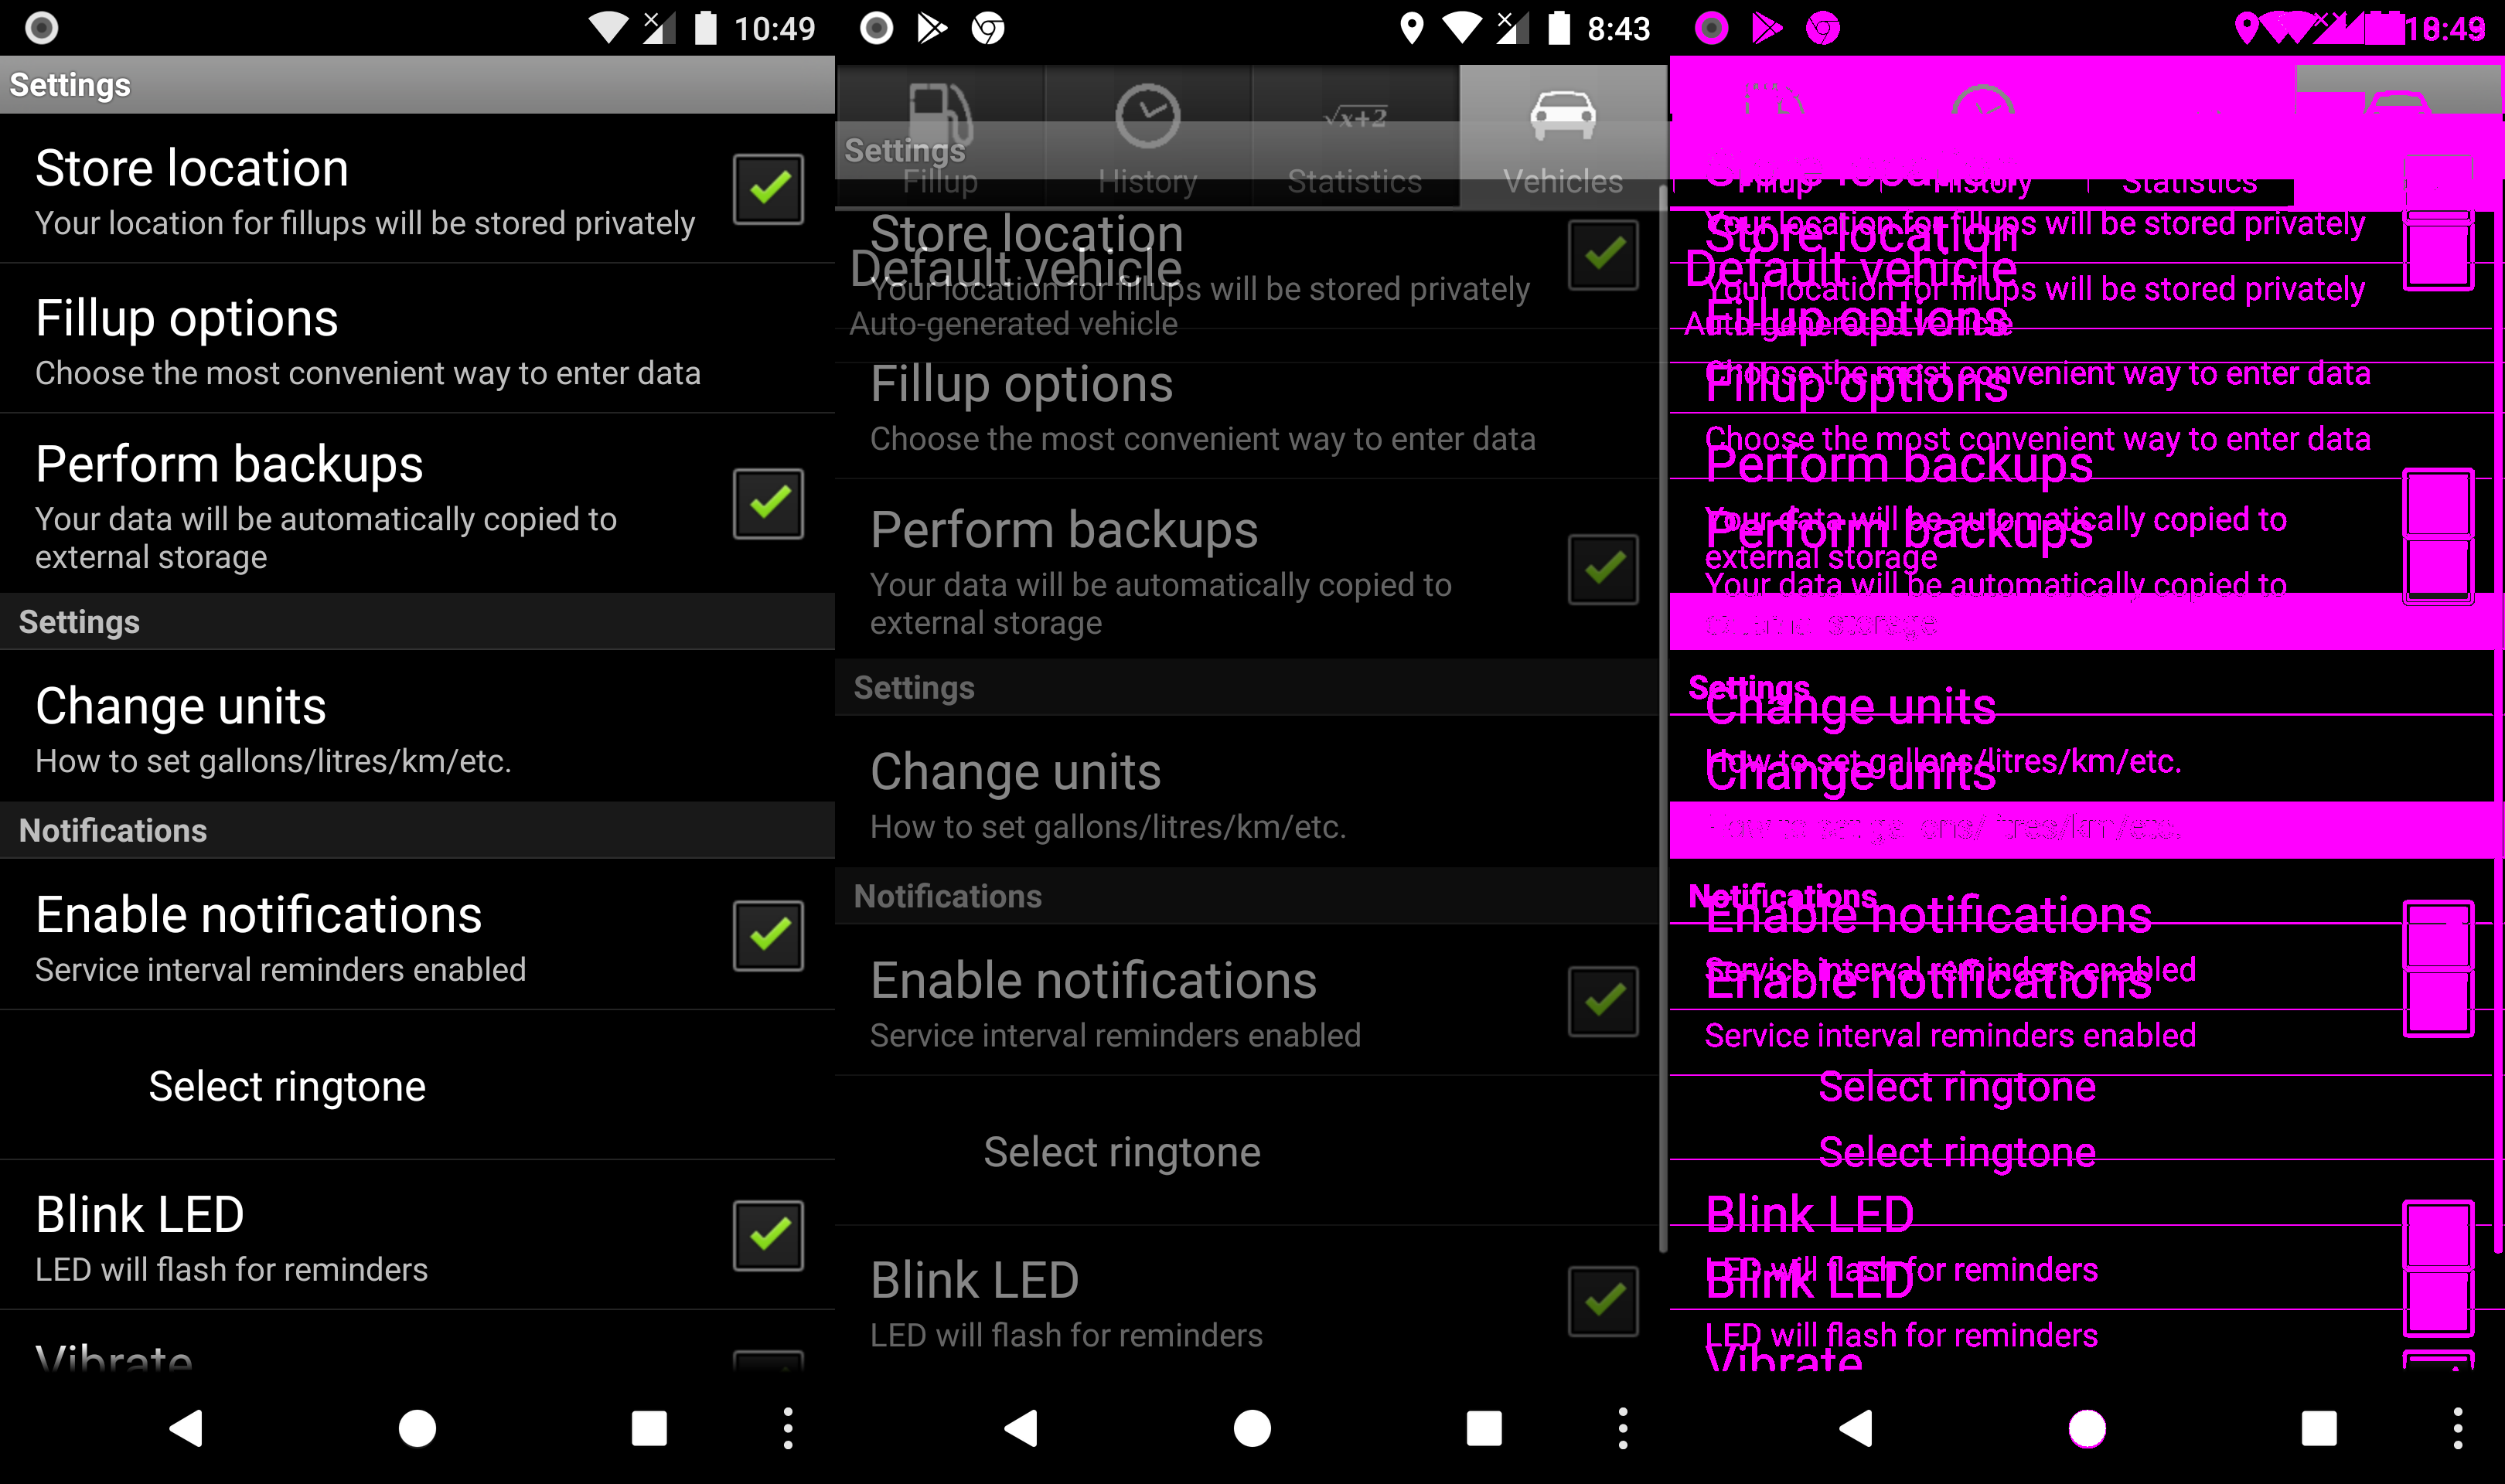 10:49
Settings
Store location
Your location for fillups will be stored privately
Fillup options
Choose the most convenient way to enter data
Perform backups
Your data will be automatically copied to
external storage
Settings
Change units
How to set gallons/litres/km/etc.
Notifications
Enable notifications
Service interval reminders enabled
Select ringtone
Blink LED
LED will flash for reminders
Vibrate
8:43
√x+2
Settings
Fillup
History
Statistics
Vehicles
Store location
Default vehicle
Your location for fillups will be stored privately
Auto-generated vehicle
Fillup options
Choose the most convenient way to enter data
Perform backups
Your data will be automatically copied to
external storage
Settings
Change units
How to set gallons/litres/km/etc.
Notifications
Enable notifications
Service interval reminders enabled
Select ringtone
Blink LED
LED will flash for reminders
Fillup
History
Statistics
Your location for fillups will be stored privately
Store location
Default vehicle
Your location for fillups will be stored privately
Fillup options
Auto-generated vehicle
Choose the most convenient way to enter data
Fillup options
Choose the most convenient way to enter data
Perform backups
Your data will be automatically copied to
Perform backups
external storage
Your data will be automatically copied to
external storage
Settings
Change units
How to set gallons/litres/km/etc.
Change units
How to set gallons/litres/km/etc.
Notifications
Enable notifications
Service interval reminders enabled
Enable notifications
Service interval reminders enabled
Select ringtone
Select ringtone
Blink LED
LED will flash for reminders
Blink LED
LED will flash for reminders
Vibrate